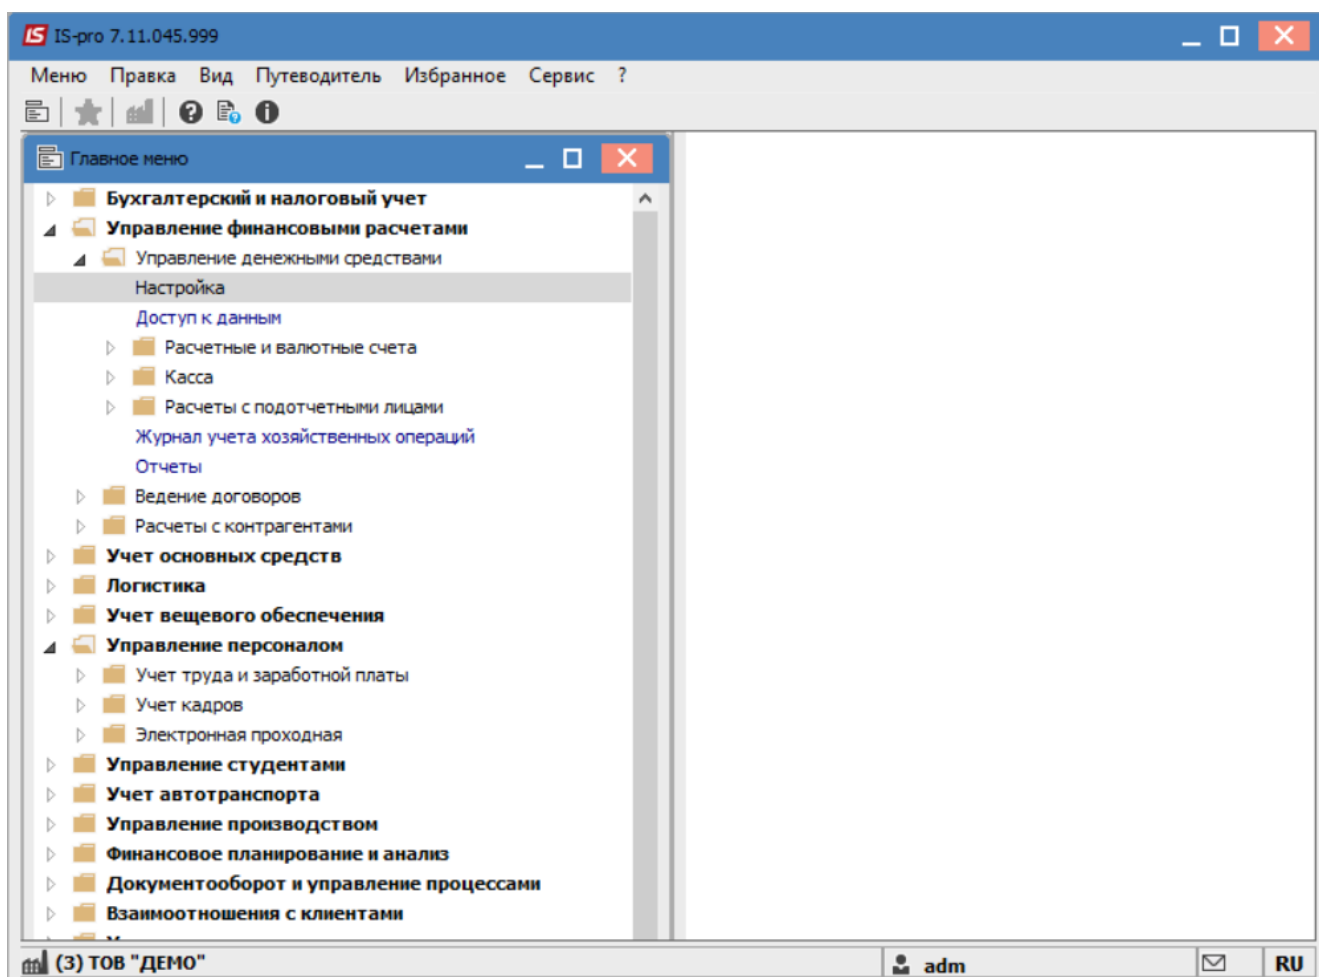 IS-pro 7.11.045.999
Меню Правка Вид Путеводитель Избранное Сервис ?
Главное меню
Бухгалтерский и налоговый учет
Управление финансовыми расчетами
Управление денежными средствами
Настройка
Доступ к данным
Расчетные и валютные счета
Касса
Расчеты с подотчетными лицами
Журнал учета хозяйственных операций
Отчеты
Ведение договоров
Расчеты с контрагентами
Учет основных средств
Логистика
Учет вещевого обеспечения
Управление персоналом
Учет труда и заработной платы
Учет кадров
Электронная проходная
Управление студентами
Учет автотранспорта
Управление производством
Финансовое планирование и анализ
Документооборот и управление процессами
Взаимоотношения с клиентами
(3) ТОВ "ДЕМО" adm RU